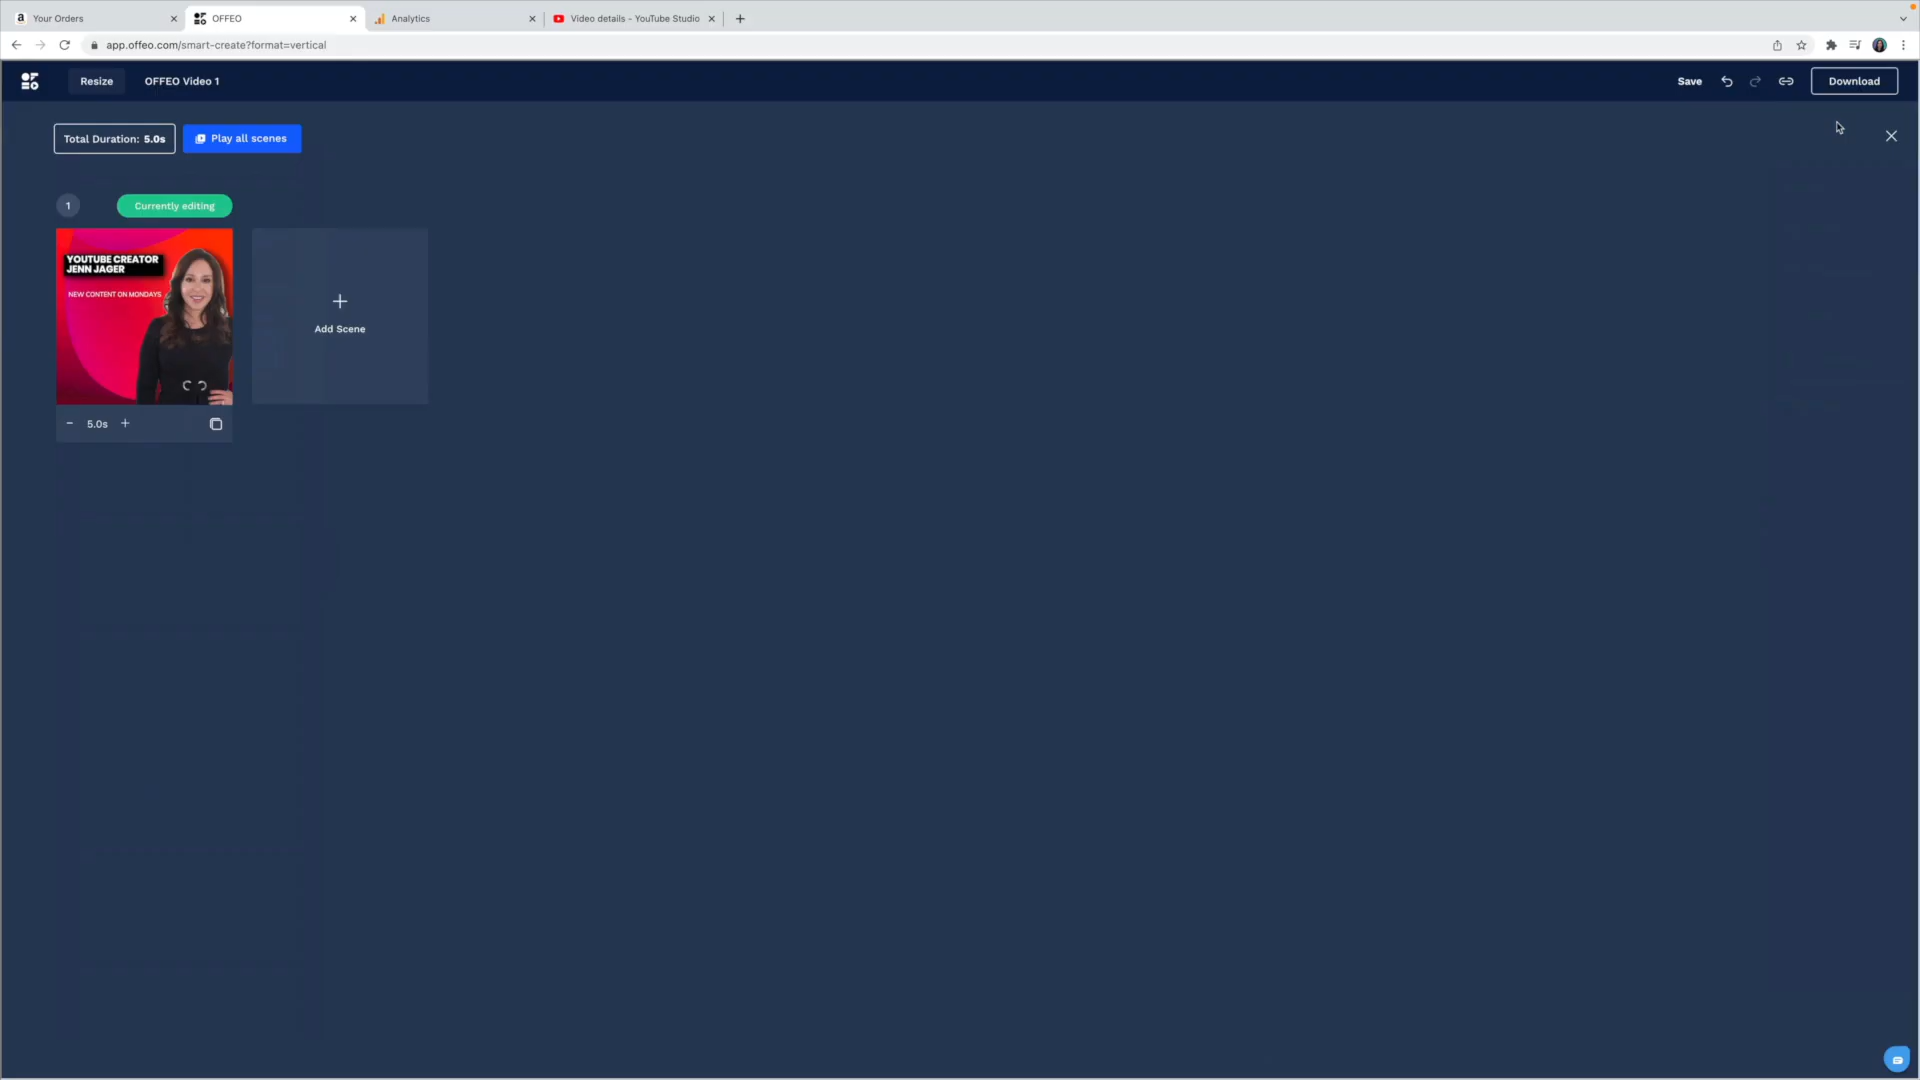 Your Orders
OFFEO
Analytics
Video details - YouTube Studio
app.offeo.com/smart-create?format=vertical
Resize
OFFEO Video 1
Save
Download
Total Duration: 5.0s
Play all scenes
1
Currently editing
YOUTUBE CREATOR
JENN JAGER
NEW CONTENT ON MONDAYS
+
Add Scene
- 5.0s +